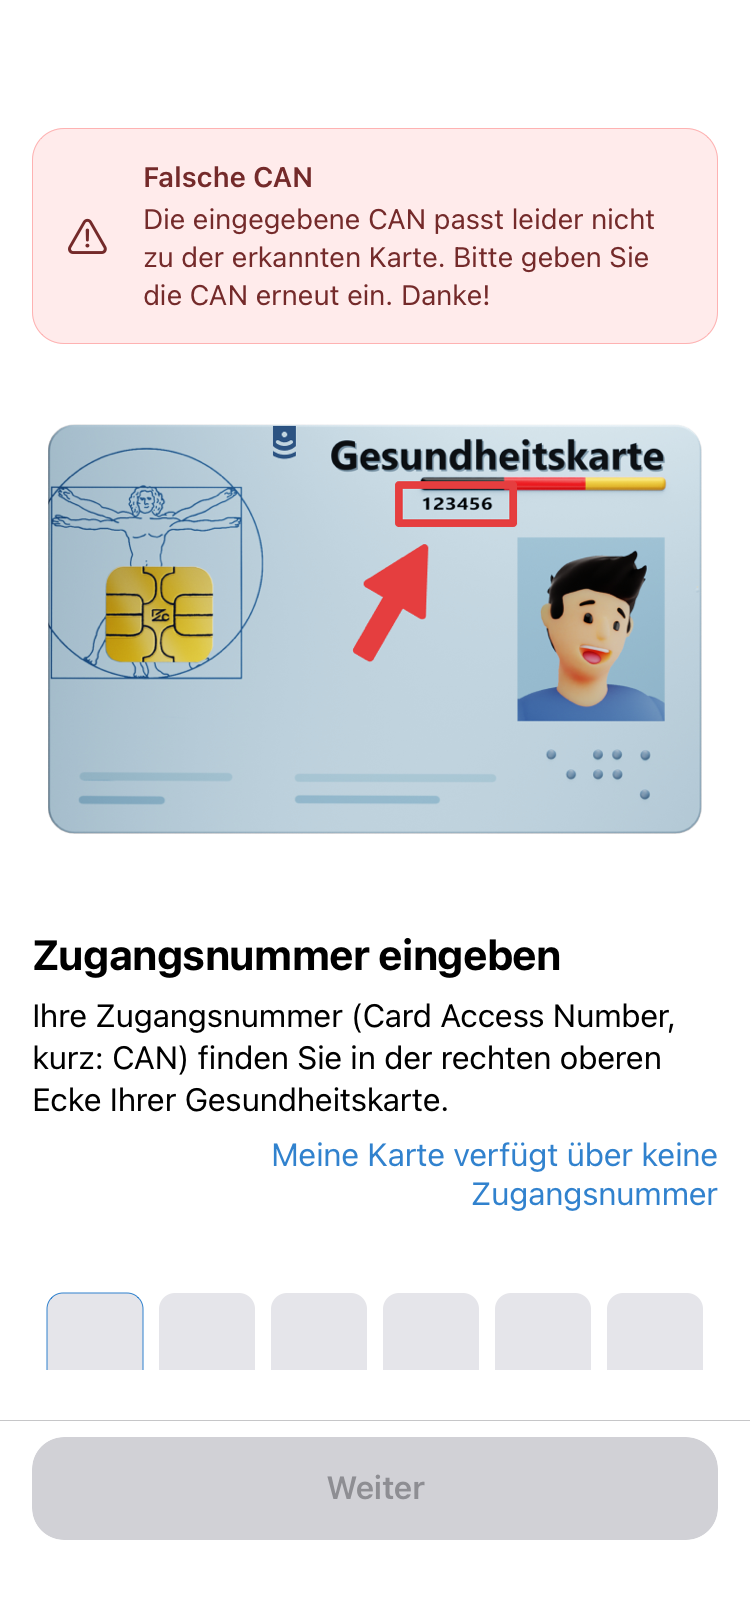 Falsche CAN
Die eingegebene CAN passt leider nicht
zu der erkannten Karte. Bitte geben Sie
die CAN erneut ein. Danke!
Gesundheitskarte
123456
Zugangsnummer eingeben
Ihre Zugangsnummer (Card Access Number,
kurz: CAN) finden Sie in der rechten oberen
Ecke Ihrer Gesundheitskarte.
Meine Karte verfügt über keine
Zugangsnummer
Weiter